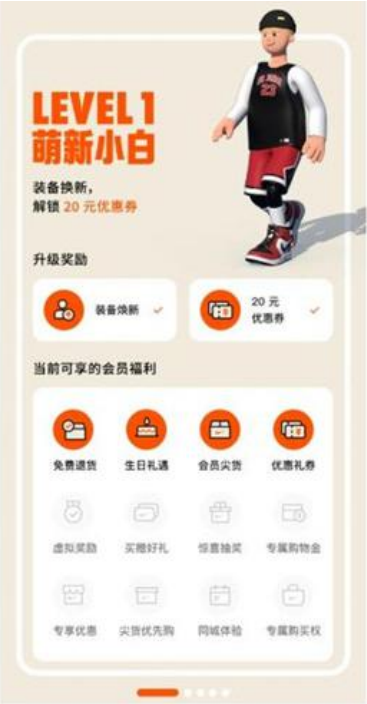 LEVEL 1
萌新小白
装备换新，
解锁 20 元优惠券
升级奖励
装备焕新
20 元
优惠券
当前可享的会员福利
免费退货 生日礼遇 会员尖货 优惠礼券
虚拟奖励 买赠好礼 惊喜抽奖 专属购物金
专享优惠 尖货优先购 同城体验 专属购买权
23